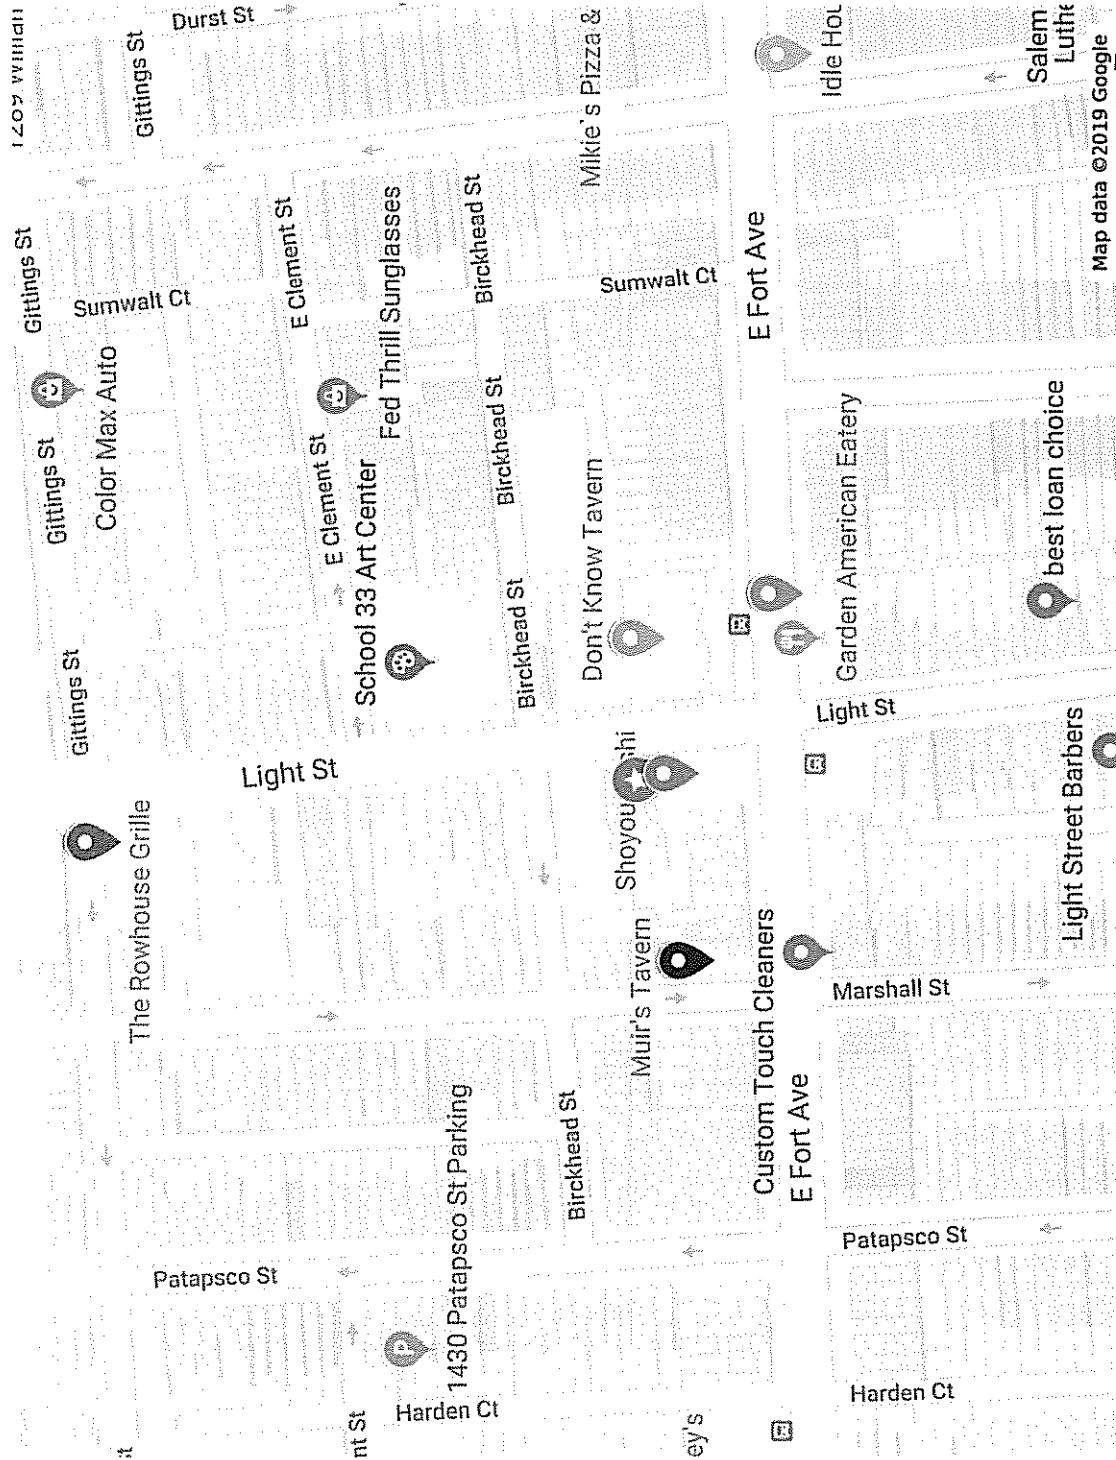 Gittings St
Gittings St
Gittings St
Gittings St
Color Max Auto
The Rowhouse Grille
Sumwalt Ct
Durst St
Patapsco St
Light St
E Clement St
E Clement St
School 33 Art Center
Fed Thrill Sunglasses
nt St
Harden Ct
1430 Patapsco St Parking
Birckhead St
Birckhead St
Birckhead St
Birckhead St
Don't Know Tavern
Mikie's Pizza &
Shoyou shi
Muir's Tavern
Sumwalt Ct
ey's
Custom Touch Cleaners
E Fort Ave
E Fort Ave
Idle Hou
Garden American Eatery
Light St
Marshall St
Patapsco St
Harden Ct
best loan choice
Light Street Barbers
Salem
Luthe
Map data ©2019 Google